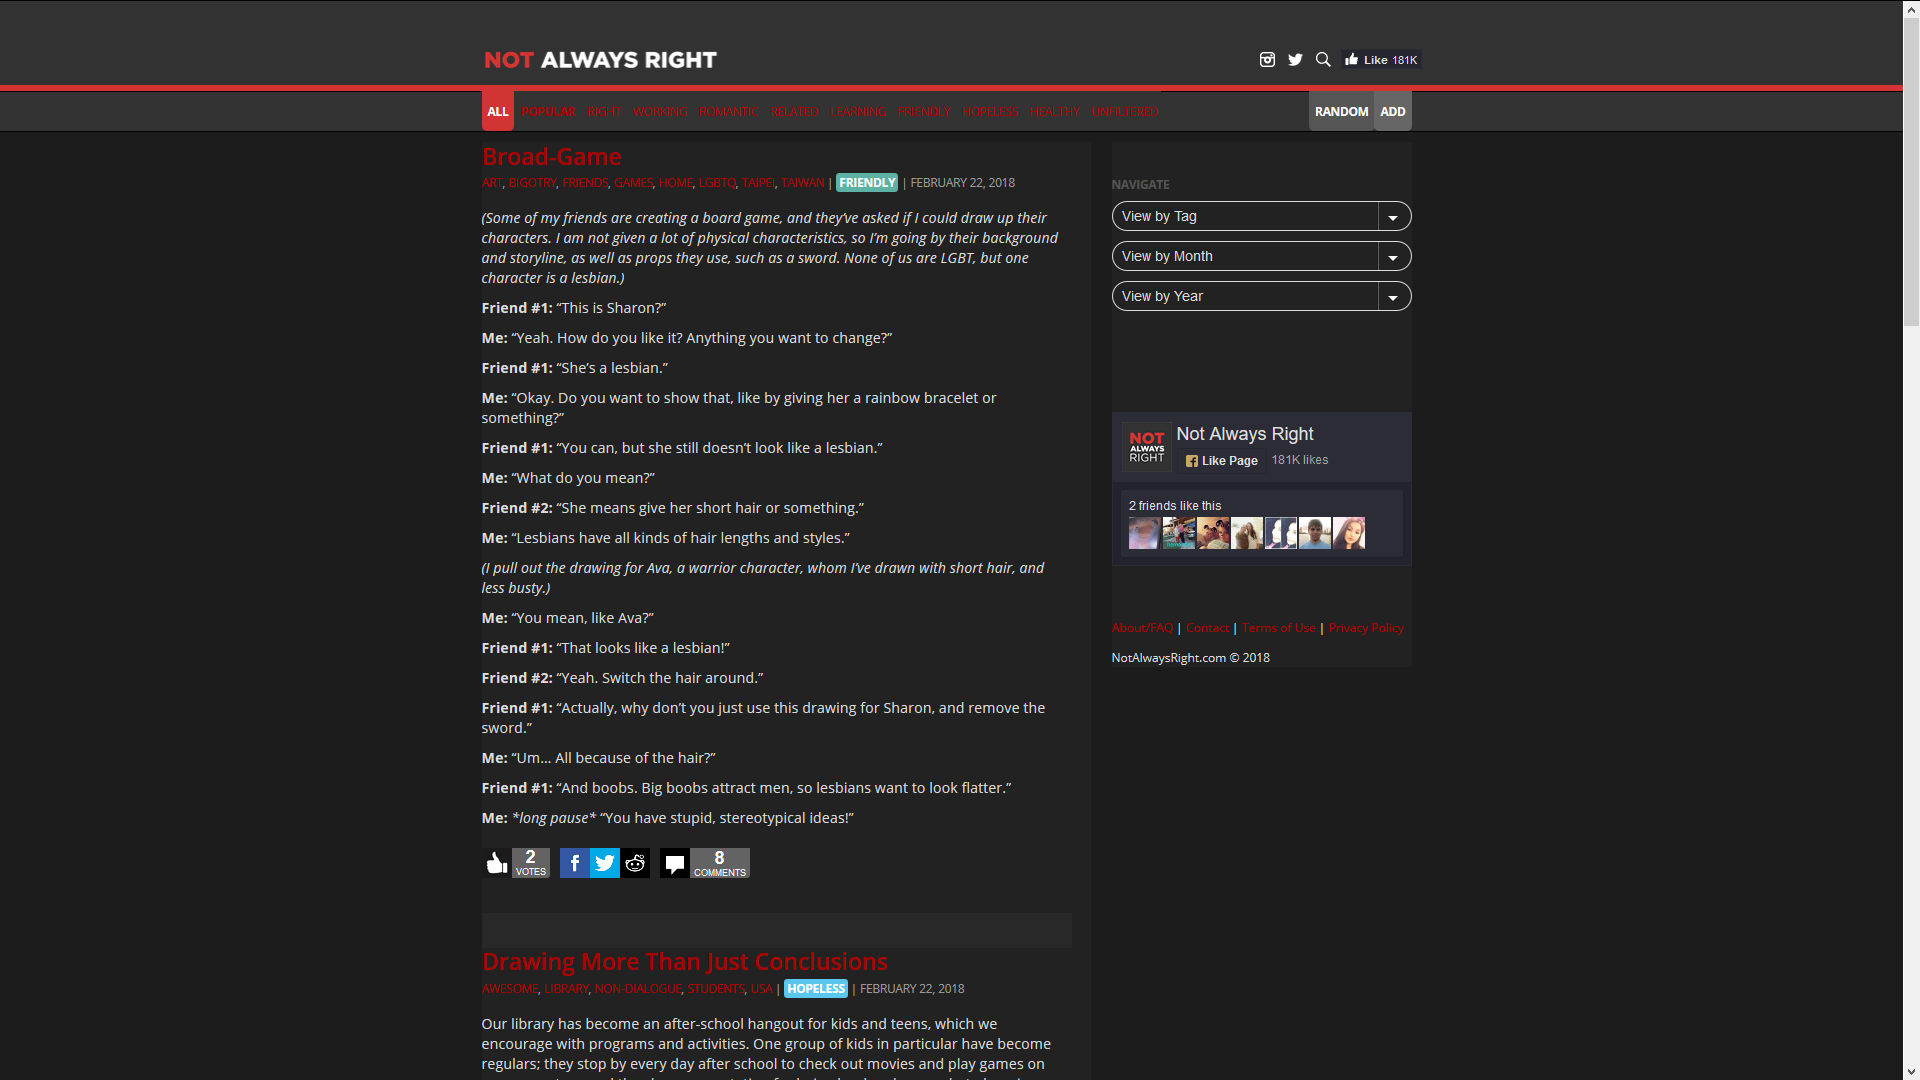 NOT ALWAYS RIGHT
Like 181K
ALL POPULAR RIGHT WORKING ROMANTIC RELATED LEARNING FRIENDLY HOPELESS HEALTHY UNFILTERED RANDOM ADD
Broad-Game
ART, BIGOTRY, FRIENDS, GAMES, HOME, LGBTQ, TAIPEI, TAIWAN | FRIENDLY | FEBRUARY 22, 2018
(Some of my friends are creating a board game, and they’ve asked if I could draw up their
characters. I am not given a lot of physical characteristics, so I’m going by their background
and storyline, as well as props they use, such as a sword. None of us are LGBT, but one
character is a lesbian.)
Friend #1: “This is Sharon?”
Me: “Yeah. How do you like it? Anything you want to change?”
Friend #1: “She’s a lesbian.”
Me: “Okay. Do you want to show that, like by giving her a rainbow bracelet or
something?”
Friend #1: “You can, but she still doesn’t look like a lesbian.”
Me: “What do you mean?”
Friend #2: “She means give her short hair or something.”
Me: “Lesbians have all kinds of hair lengths and styles.”
(I pull out the drawing for Ava, a warrior character, whom I’ve drawn with short hair, and
less busty.)
Me: “You mean, like Ava?”
Friend #1: “That looks like a lesbian!”
Friend #2: “Yeah. Switch the hair around.”
Friend #1: “Actually, why don’t you just use this drawing for Sharon, and remove the
sword.”
Me: “Um… All because of the hair?”
Friend #1: “And boobs. Big boobs attract men, so lesbians want to look flatter.”
Me: *long pause* “You have stupid, stereotypical ideas!”
2
VOTES
8
COMMENTS
Drawing More Than Just Conclusions
AWESOME, LIBRARY, NON-DIALOGUE, STUDENTS, USA | HOPELESS | FEBRUARY 22, 2018
Our library has become an after-school hangout for kids and teens, which we
encourage with programs and activities. One group of kids in particular have become
regulars; they stop by every day after school to check out movies and play games on
NAVIGATE
View by Tag
View by Month
View by Year
NOT
ALWAYS
RIGHT
Not Always Right
Like Page 181K likes
2 friends like this
About/FAQ | Contact | Terms of Use | Privacy Policy
NotAlwaysRight.com © 2018